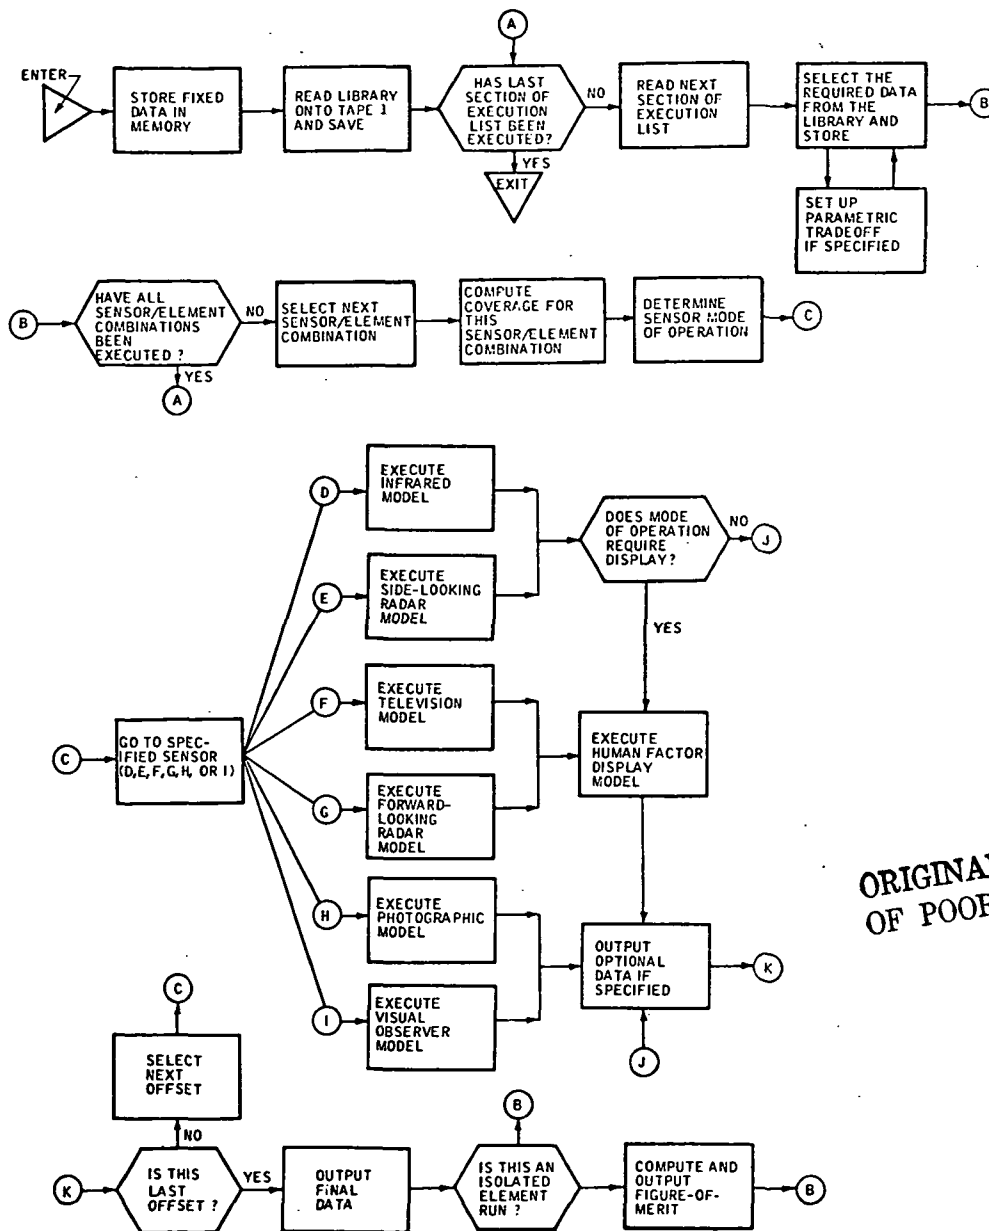 A
ENTER
STORE FIXED
DATA IN
MEMORY
READ LIBRARY
ONTO TAPE 1
AND SAVE
HAS LAST
SECTION OF
EXECUTION
LIST BEEN
EXECUTED?
NO
YES
EXIT
READ NEXT
SECTION OF
EXECUTION
LIST
SELECT THE
REQUIRED DATA
FROM THE
LIBRARY AND
STORE
B
SET UP
PARAMETRIC
TRADEOFF
IF SPECIFIED
B
HAVE ALL
SENSOR/ELEMENT
COMBINATIONS
BEEN
EXECUTED ?
NO
YES
A
SELECT NEXT
SENSOR/ELEMENT
COMBINATION
COMPUTE
COVERAGE FOR
THIS
SENSOR/ELEMENT
COMBINATION
DETERMINE
SENSOR MODE
OF OPERATION
C
C
GO TO SPEC-
IFIED SENSOR
(D,E,F,G,H, OR I)
D
EXECUTE
INFRARED
MODEL
E
EXECUTE
SIDE-LOOKING
RADAR
MODEL
F
EXECUTE
TELEVISION
MODEL
G
EXECUTE
FORWARD-
LOOKING
RADAR
MODEL
H
EXECUTE
PHOTOGRAPHIC
MODEL
I
EXECUTE
VISUAL
OBSERVER
MODEL
DOES MODE
OF OPERATION
REQUIRE
DISPLAY?
NO
J
YES
EXECUTE
HUMAN FACTOR
DISPLAY
MODEL
OUTPUT
OPTIONAL
DATA IF
SPECIFIED
K
J
ORIGINA
OF POOR
C
SELECT
NEXT
OFFSET
NO
K
IS THIS
LAST
OFFSET ?
YES
OUTPUT
FINAL
DATA
B
IS THIS AN
ISOLATED
ELEMENT
RUN ?
COMPUTE AND
OUTPUT
FIGURE-OF-
MERIT
B